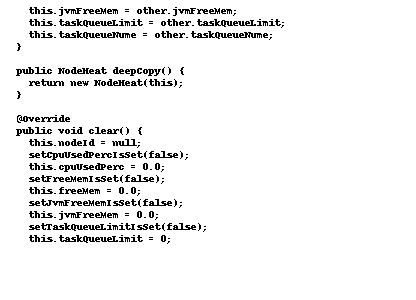 this.jvmFreeMem = other.jvmFreeMem;
this.taskQueueLimit = other.taskQueueLimit;
this.taskQueueNume = other.taskQueueNume;
}
public NodeHeat deepCopy() {
return new NodeHeat(this);
}
@Override
public void clear() {
this.nodeId = null;
setCpuUsedPercIsSet(false);
this.cpuUsedPerc = 0.0;
setFreeMemIsSet(false);
this.freeMem = 0.0;
setJvmFreeMemIsSet(false);
this.jvmFreeMem = 0.0;
setTaskQueueLimitIsSet(false);
this.taskQueueLimit = 0;